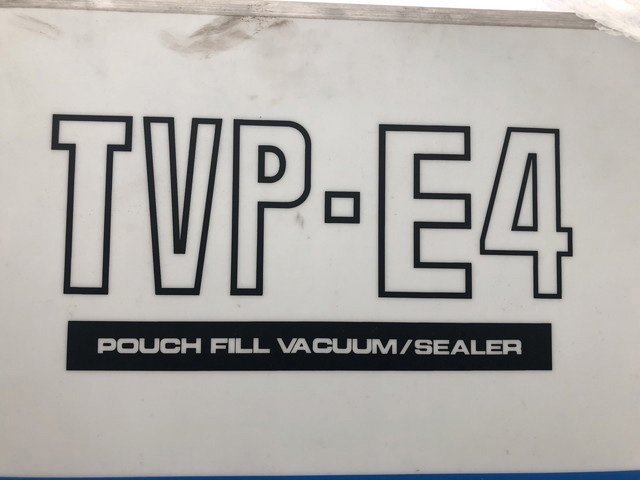 TVP-E4
POUCH FILL VACUUM/SEALER